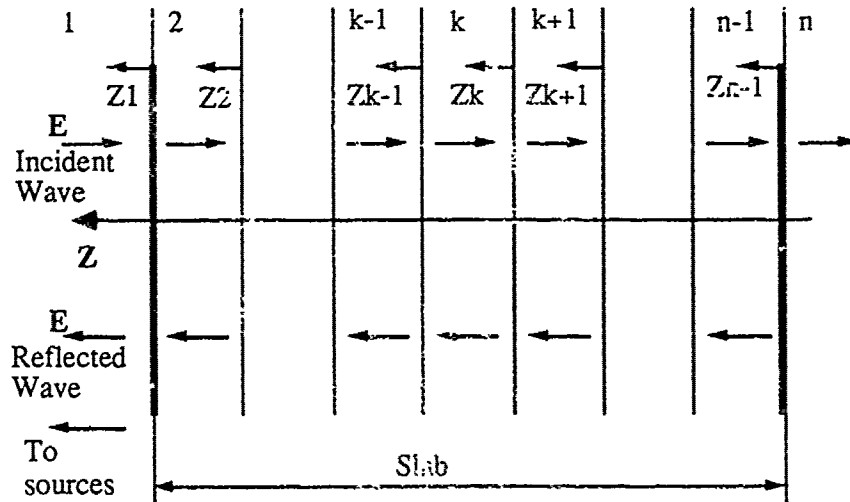 1 2 k-1 k k+1 n-1 n
Z1 Z2 Zk-1 Zk Zk+1 Zn-1
E
Incident
Wave
Z
E
Reflected
Wave
To
sources
Slab